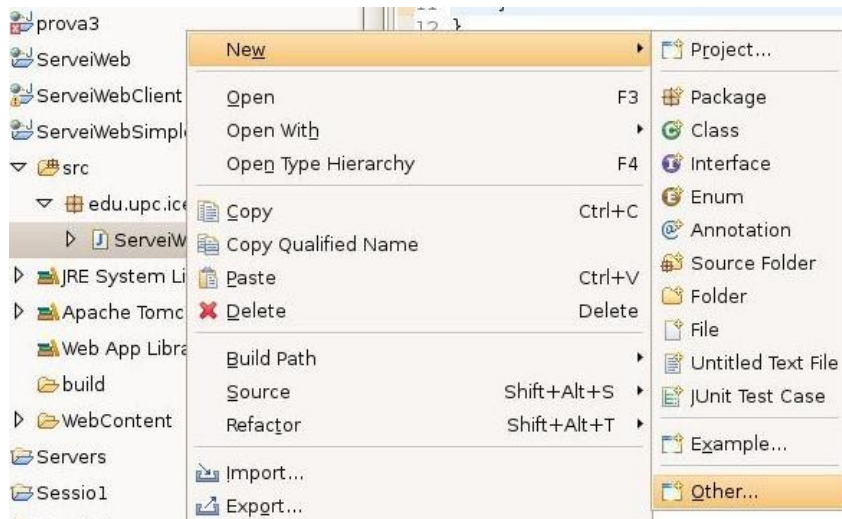 prova3
ServeiWeb
ServeiWebClient
ServeiWebSimpl
src
edu.upc.ice
ServeiW
JRE System Li
Apache Tomc
Web App Libra
build
WebContent
Servers
Sessio1
12 }
New
Open F3
Open With
Open Type Hierarchy F4
Copy Ctrl+C
Copy Qualified Name
Paste Ctrl+V
Delete Delete
Build Path
Source Shift+Alt+S
Refactor Shift+Alt+T
Import...
Export...
Project...
Package
Class
Interface
Enum
Annotation
Source Folder
Folder
File
Untitled Text File
JUnit Test Case
Example...
Other...